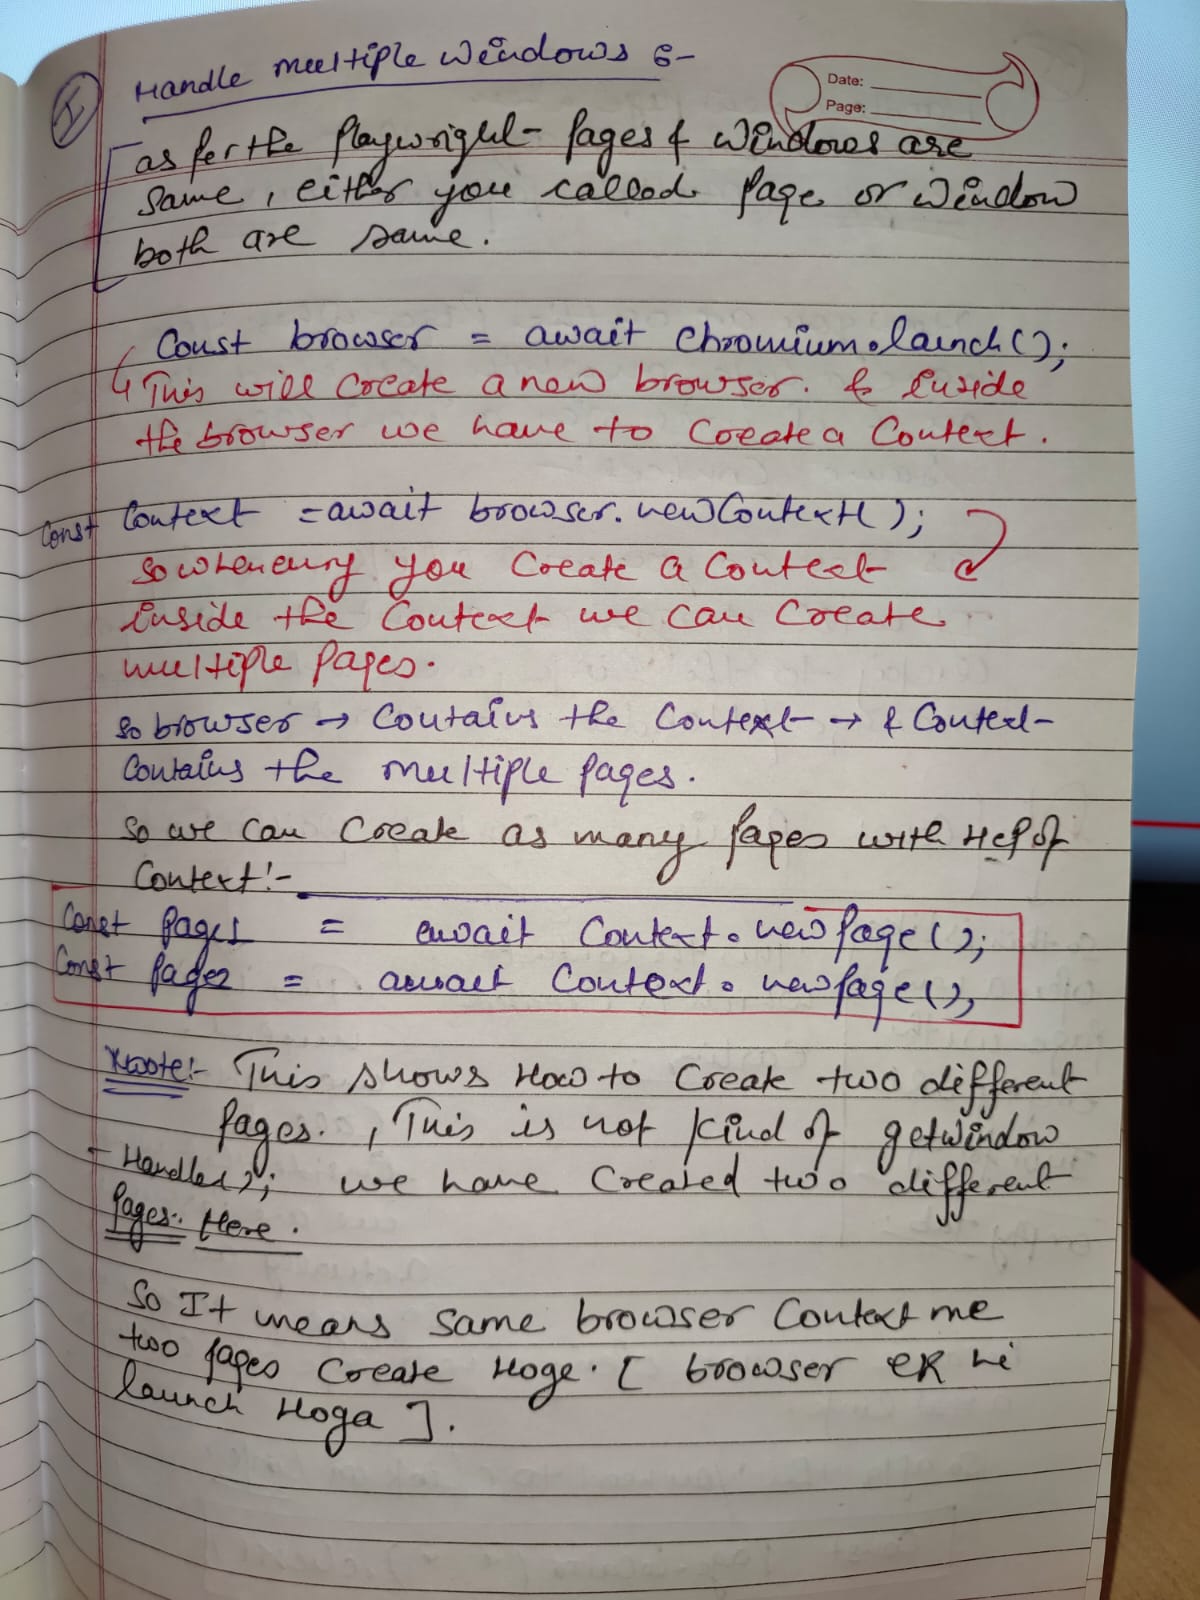 I
Handle multiple windows :-
Date:
Page:
as per the Playwright - pages & windows are
same, either you called page or window
both are same.
Const browser = await chromium.launch();
↳ This will create a new browser. & inside
the browser we have to create a context.
Const Context = await browser.newContext();
so whenevery you create a context
inside the context we can create
multiple pages.
so browser → contains the context → & context
contains the multiple pages.
so we can create as many pages with Help of
Context:-
Const page1 = await Context.newpage();
Const page2 = await Context.newpage();
Note:- This shows How to create two different
pages. , This is not kind of getwindow
- Handles(); we have created two different
pages.. Here.
So It means same browser context me
two pages create Hoge. [ browser ek hi
launch Hoga ].